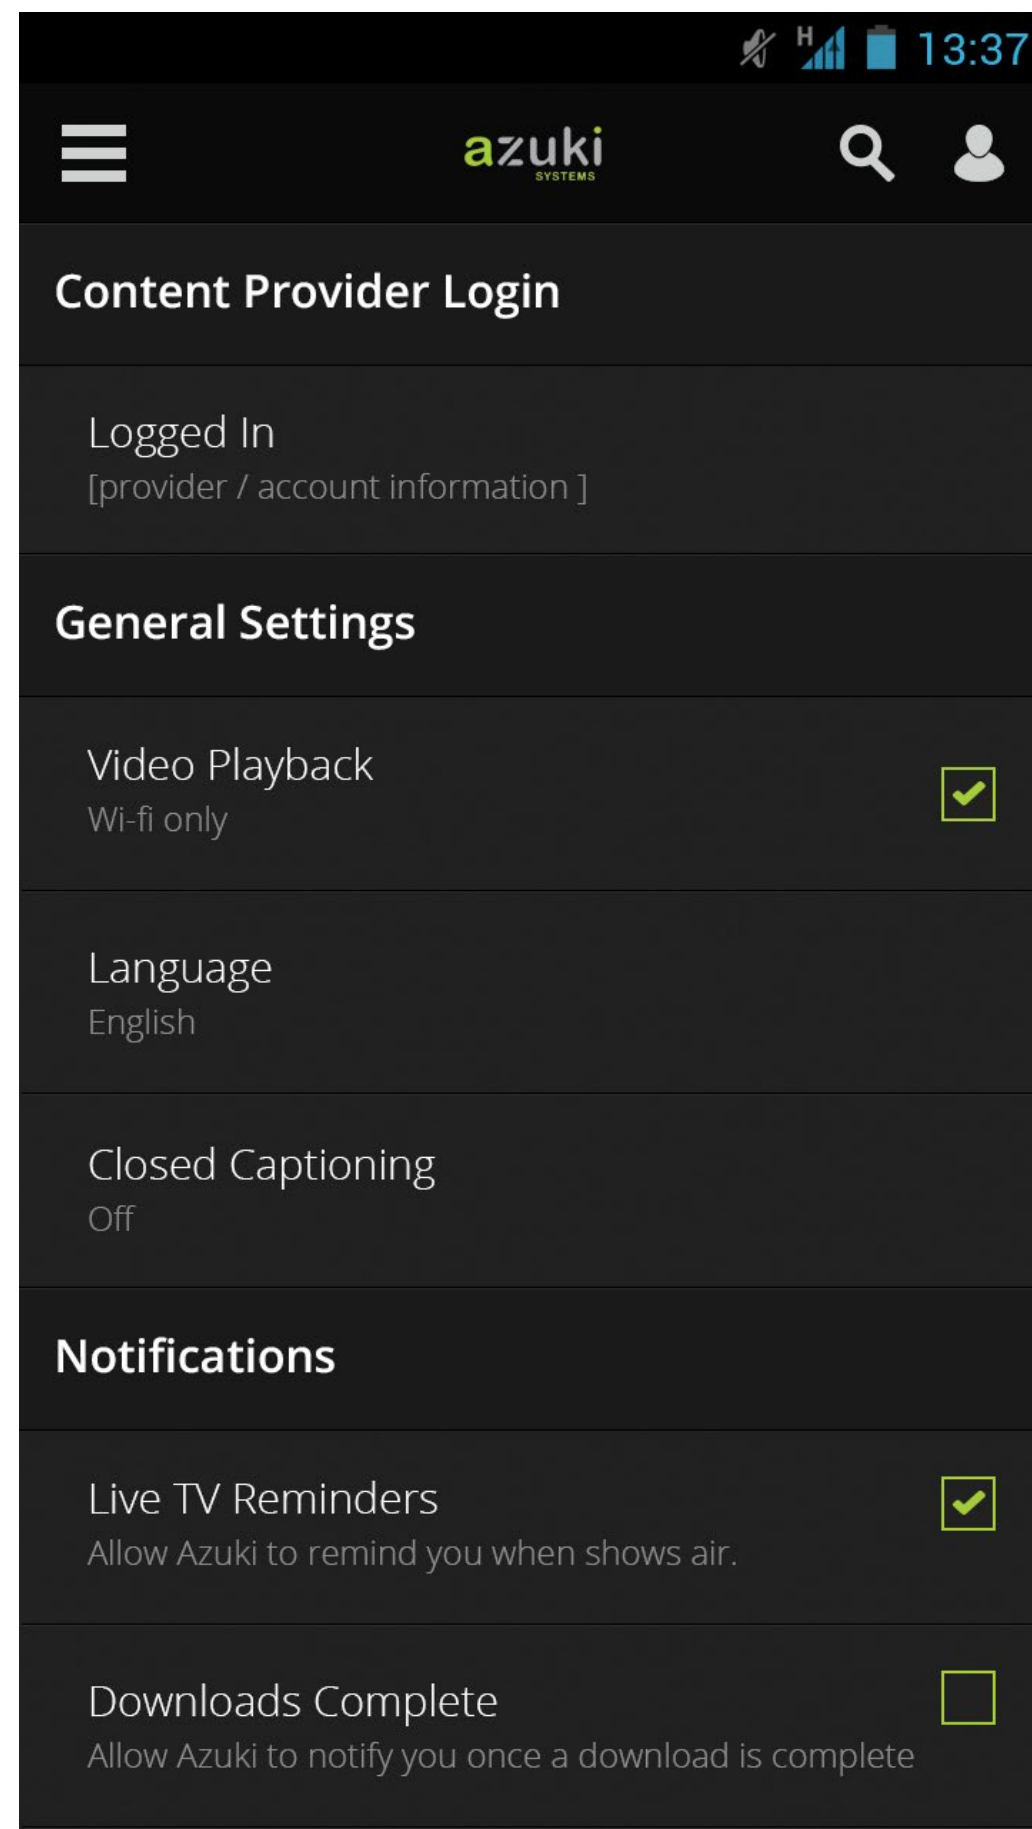 H 13:37
azuki
SYSTEMS
Content Provider Login
Logged In
[provider / account information ]
General Settings
Video Playback
Wi-fi only
Language
English
Closed Captioning
Off
Notifications
Live TV Reminders
Allow Azuki to remind you when shows air.
Downloads Complete
Allow Azuki to notify you once a download is complete